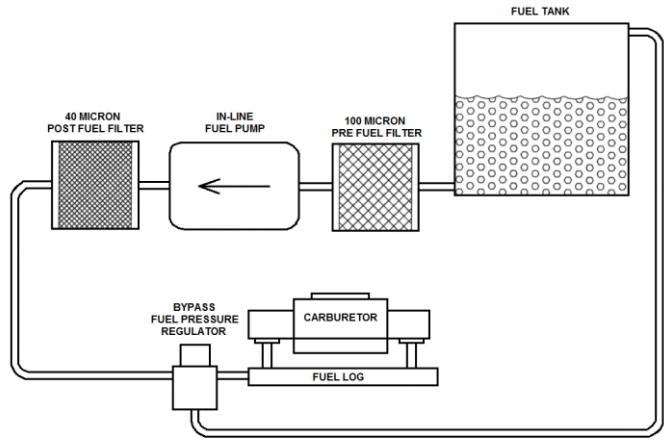 FUEL TANK
40 MICRON
POST FUEL FILTER
IN-LINE
FUEL PUMP
100 MICRON
PRE FUEL FILTER
BYPASS
FUEL PRESSURE
REGULATOR
CARBURETOR
FUEL LOG